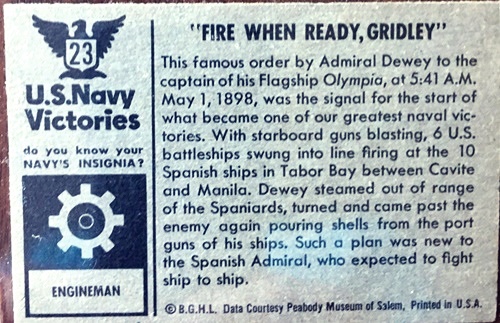 23
U.S.Navy
Victories
do you know your
NAVY'S INSIGNIA?
ENGINEMAN
"FIRE WHEN READY, GRIDLEY"
This famous order by Admiral Dewey to the
captain of his Flagship Olympia, at 5:41 A.M.
May 1, 1898, was the signal for the start of
what became one of our greatest naval vic-
tories. With starboard guns blasting, 6 U.S.
battleships swung into line firing at the 10
Spanish ships in Tabor Bay between Cavite
and Manila. Dewey steamed out of range
of the Spaniards, turned and came past the
enemy again pouring shells from the port
guns of his ships. Such a plan was new to
the Spanish Admiral, who expected to fight
ship to ship.
© B.G.H.L. Data Courtesy Peabody Museum of Salem, Printed in U.S.A.